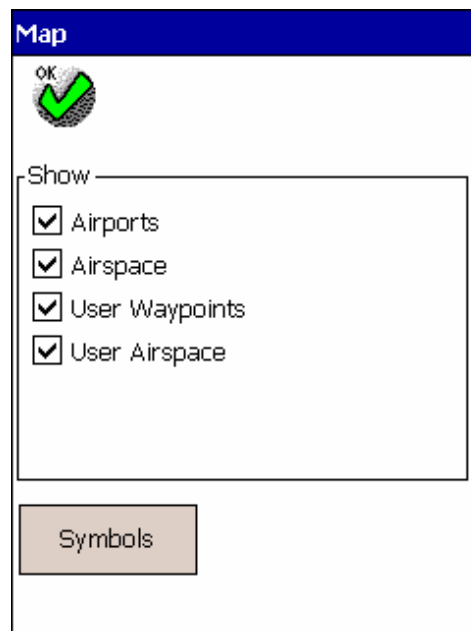 Map
OK
Show
Airports
Airspace
User Waypoints
User Airspace
Symbols